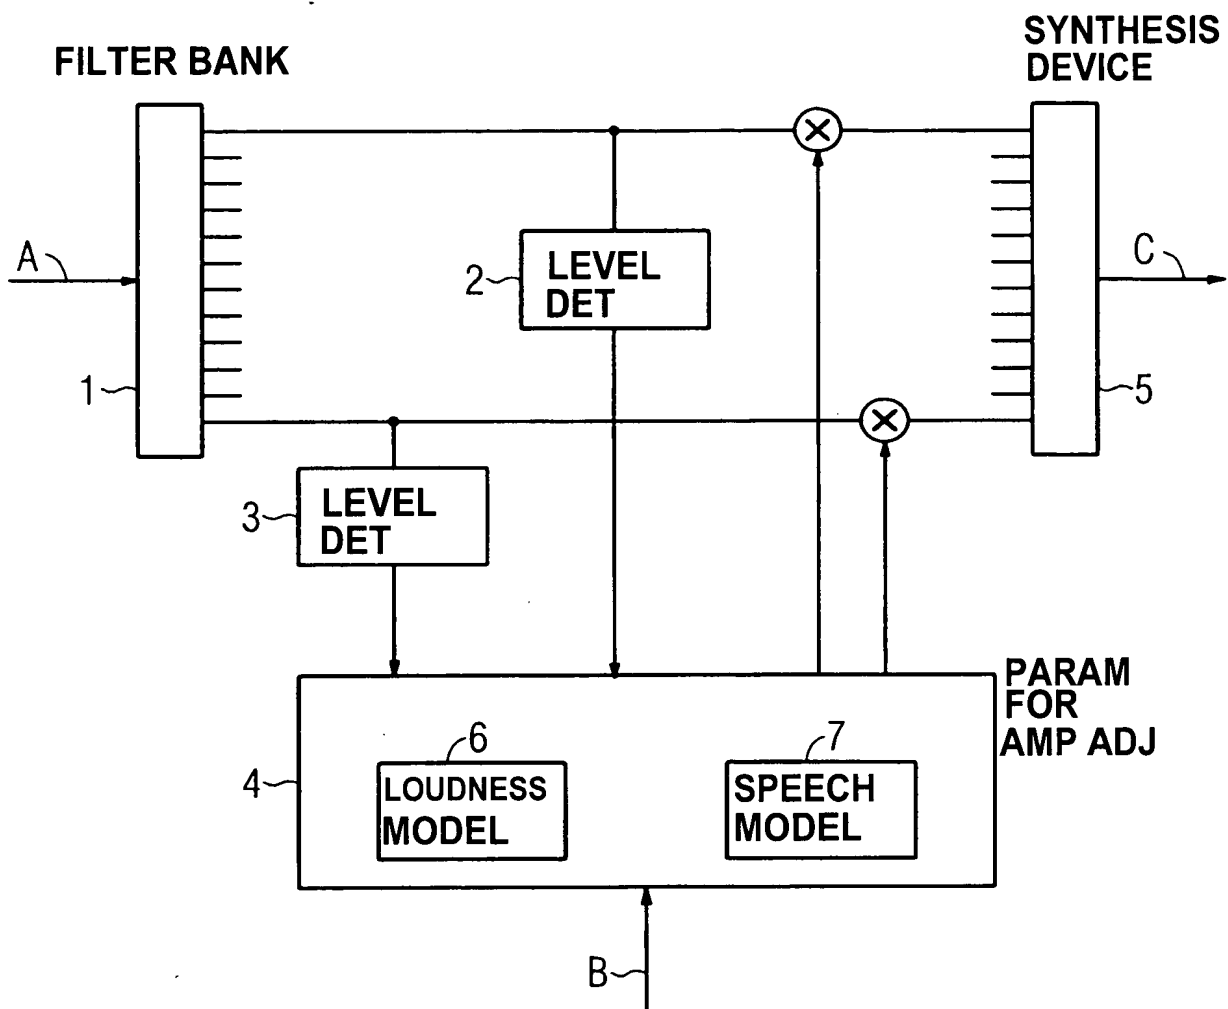 FILTER BANK
SYNTHESIS
DEVICE
A
C
2
LEVEL
DET
1
5
3
LEVEL
DET
PARAM
FOR
AMP ADJ
4
6
LOUDNESS
MODEL
7
SPEECH
MODEL
B